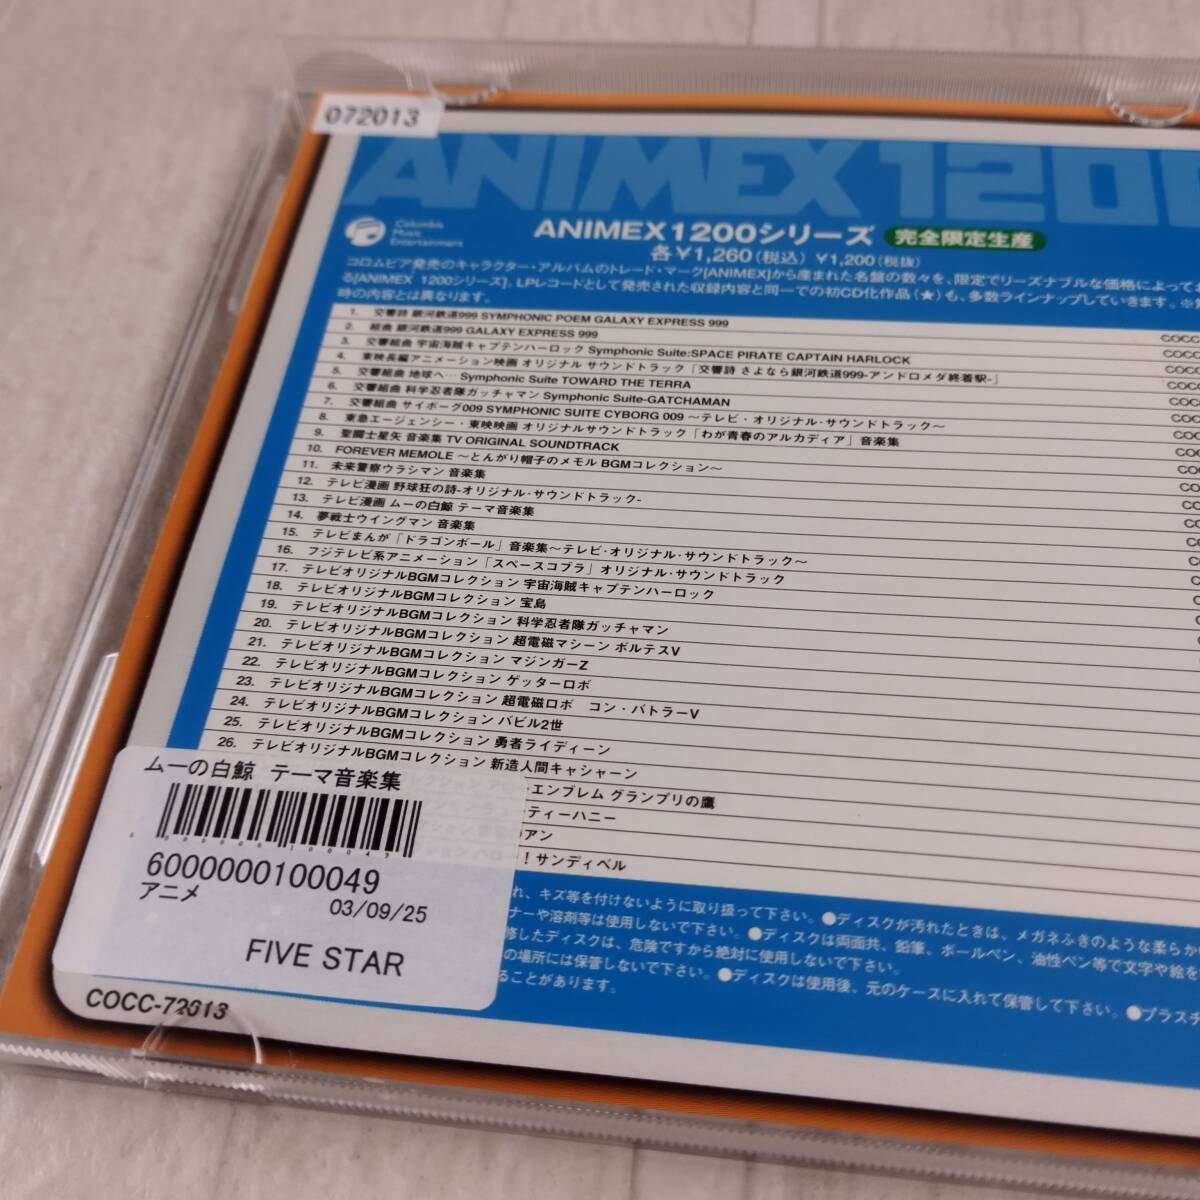 072013
ANIMEX 120
Columbia
Music
Entertainment
ANIMEX 1200シリーズ 完全限定生産
各¥1,260(税込) ¥1,200(税抜)
コロムビア発売のキャラクター・アルバムのトレード・マーク[ANIMEX]から産まれた名盤の数々を、限定でリーズナブルな価格によって
る[ANIMEX 1200シリーズ]。LPレコードとして発売された収録内容と同一での初CD化作品(★)も、多数ラインナップしていきます。※
時の内容とは異なります。
1. 交響詩 銀河鉄道999 SYMPHONIC POEM GALAXY EXPRESS 999
2. 組曲 銀河鉄道999 GALAXY EXPRESS 999 COCC
3. 交響組曲 宇宙海賊キャプテンハーロック Symphonic Suite:SPACE PIRATE CAPTAIN HARLOCK COCC
4. 東映長編アニメーション映画 オリジナル サウンドトラック「交響詩 さよなら銀河鉄道999-アンドロメダ終着駅-」 COCC
5. 交響組曲 地球へ… Symphonic Suite TOWARD THE TERRA COCC
6. 交響組曲 科学忍者隊ガッチャマン Symphonic Suite-GATCHAMAN COCC
7. 交響組曲 サイボーグ009 SYMPHONIC SUITE CYBORG 009 〜テレビ・オリジナル・サウンドトラック〜 COCC
8. 東急エージェンシー・東映映画 オリジナルサウンドトラック「わが青春のアルカディア」音楽集 COC
9. 聖闘士星矢 音楽集 TV ORIGINAL SOUNDTRACK COC
10. FOREVER MEMOLE 〜とんがり帽子のメモル BGMコレクション〜 COC
11. 未来警察ウラシマン 音楽集 COC
12. テレビ漫画 野球狂の詩-オリジナル・サウンドトラック- CO
13. テレビ漫画 ムーの白鯨 テーマ音楽集 CO
14. 夢戦士ウイングマン 音楽集 CO
15. テレビまんが「ドラゴンボール」音楽集〜テレビ・オリジナル・サウンドトラック〜
16. フジテレビ系アニメーション「スペースコブラ」オリジナル・サウンドトラック
17. テレビオリジナルBGMコレクション 宇宙海賊キャプテンハーロック
18. テレビオリジナルBGMコレクション 宝島
19. テレビオリジナルBGMコレクション 科学忍者隊ガッチャマン
20. テレビオリジナルBGMコレクション 超電磁マシーン ボルテスV
21. テレビオリジナルBGMコレクション マジンガーZ
22. テレビオリジナルBGMコレクション ゲッターロボ
23. テレビオリジナルBGMコレクション 超電磁ロボ コン・バトラーV
24. テレビオリジナルBGMコレクション バビル2世
25. テレビオリジナルBGMコレクション 勇者ライディーン
26. テレビオリジナルBGMコレクション 新造人間キャシャーン
・エンブレム グランプリの鷹
ーティーハニー
のアン
ー!サンディベル
ムーの白鯨 テーマ音楽集
6000000100049
アニメ
03/09/25
FIVE STAR
れ、キズ等を付けないように取り扱って下さい。●ディスクが汚れたときは、メガネふきのような柔らか
ナーや溶剤等は使用しないで下さい。●ディスクは両面共、鉛筆、ボールペン、油性ペン等で文字や絵を
修したディスクは、危険ですから絶対に使用しないで下さい。
の場所には保管しないで下さい。●ディスクは使用後、元のケースに入れて保管して下さい。●プラスチ
ることがあります。
COCC-72013